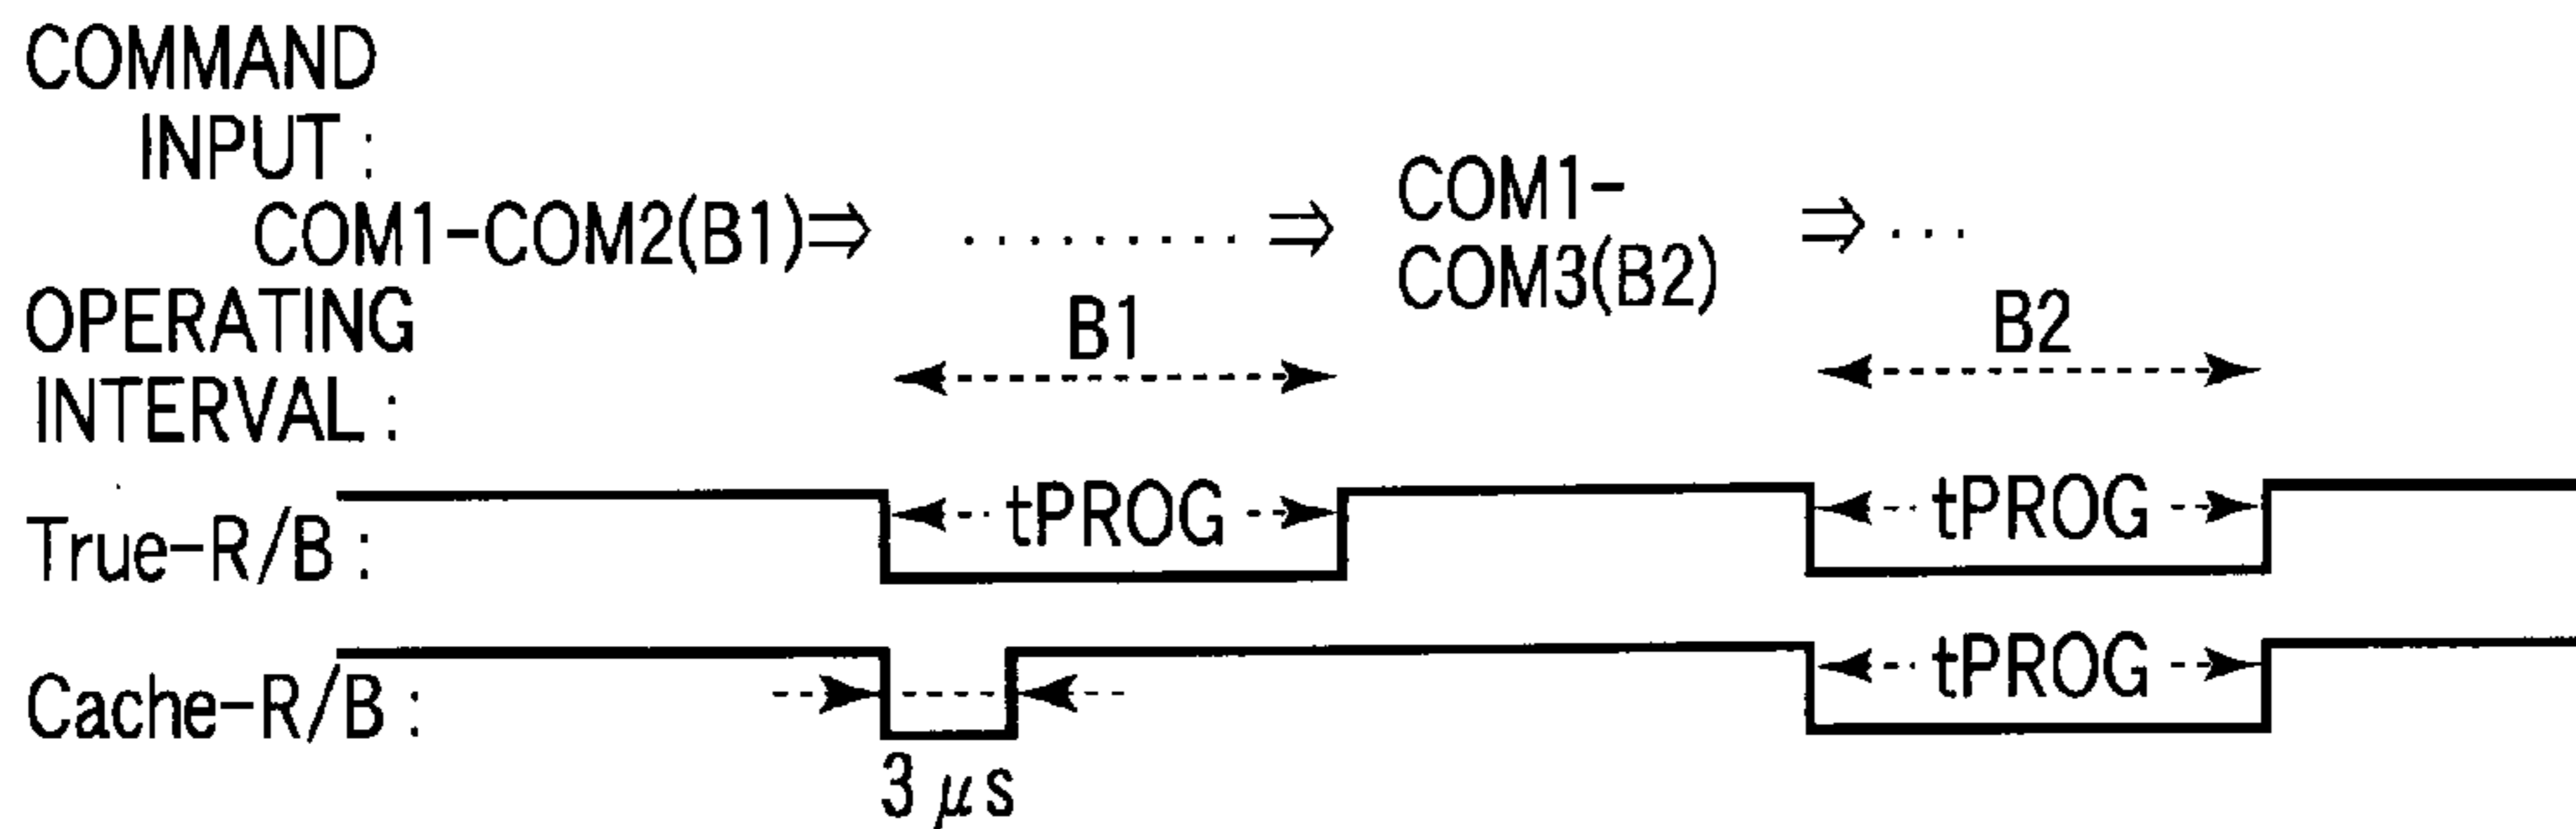 COMMAND
INPUT :
COM1-COM2(B1)⇒ ......... ⇒ COM1-
COM3(B2) ⇒ ...
OPERATING
INTERVAL :
B1
B2
True-R/B :
tPROG
tPROG
Cache-R/B :
tPROG
3 μs